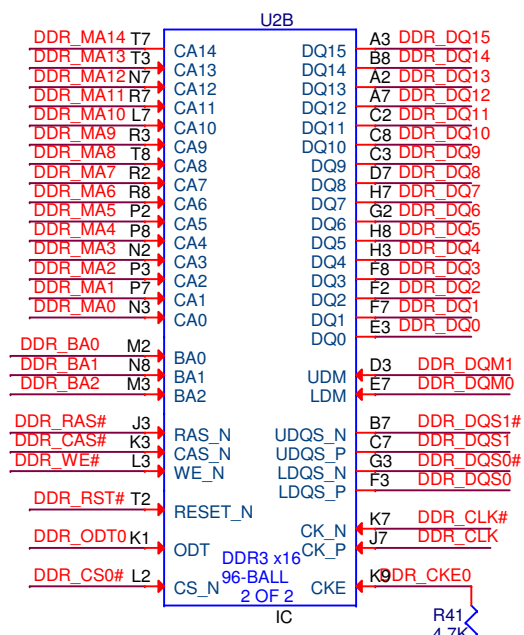 U2B
DDR_MA14 T7 CA14 DQ15 A3 DDR_DQ15
DDR_MA13 T3 CA13 DQ14 B8 DDR_DQ14
DDR_MA12 N7 CA12 DQ13 A2 DDR_DQ13
DDR_MA11 R7 CA11 DQ12 A7 DDR_DQ12
DDR_MA10 L7 CA10 DQ11 C2 DDR_DQ11
DDR_MA9 R3 CA9 DQ10 C8 DDR_DQ10
DDR_MA8 T8 CA8 DQ9 C3 DDR_DQ9
DDR_MA7 R2 CA7 DQ8 D7 DDR_DQ8
DDR_MA6 R8 CA6 DQ7 H7 DDR_DQ7
DDR_MA5 P2 CA5 DQ6 G2 DDR_DQ6
DDR_MA4 P8 CA4 DQ5 H8 DDR_DQ5
DDR_MA3 N2 CA3 DQ4 H3 DDR_DQ4
DDR_MA2 P3 CA2 DQ3 F8 DDR_DQ3
DDR_MA1 P7 CA1 DQ2 F2 DDR_DQ2
DDR_MA0 N3 CA0 DQ1 F7 DDR_DQ1
DQ0 E3 DDR_DQ0
DDR_BA0 M2 BA0
DDR_BA1 N8 BA1 UDM D3 DDR_DQM1
DDR_BA2 M3 BA2 LDM E7 DDR_DQM0
DDR_RAS# J3 RAS_N UDQS_N B7 DDR_DQS1#
DDR_CAS# K3 CAS_N UDQS_P C7 DDR_DQS1
DDR_WE# L3 WE_N LDQS_N G3 DDR_DQS0#
LDQS_P F3 DDR_DQS0
DDR_RST# T2 RESET_N
CK_N K7 DDR_CLK#
DDR_ODT0 K1 ODT CK_P J7 DDR_CLK
DDR3 x16
96-BALL
DDR_CS0# L2 CS_N CKE K9 DDR_CKE0
2 OF 2
IC
R41
4.7K